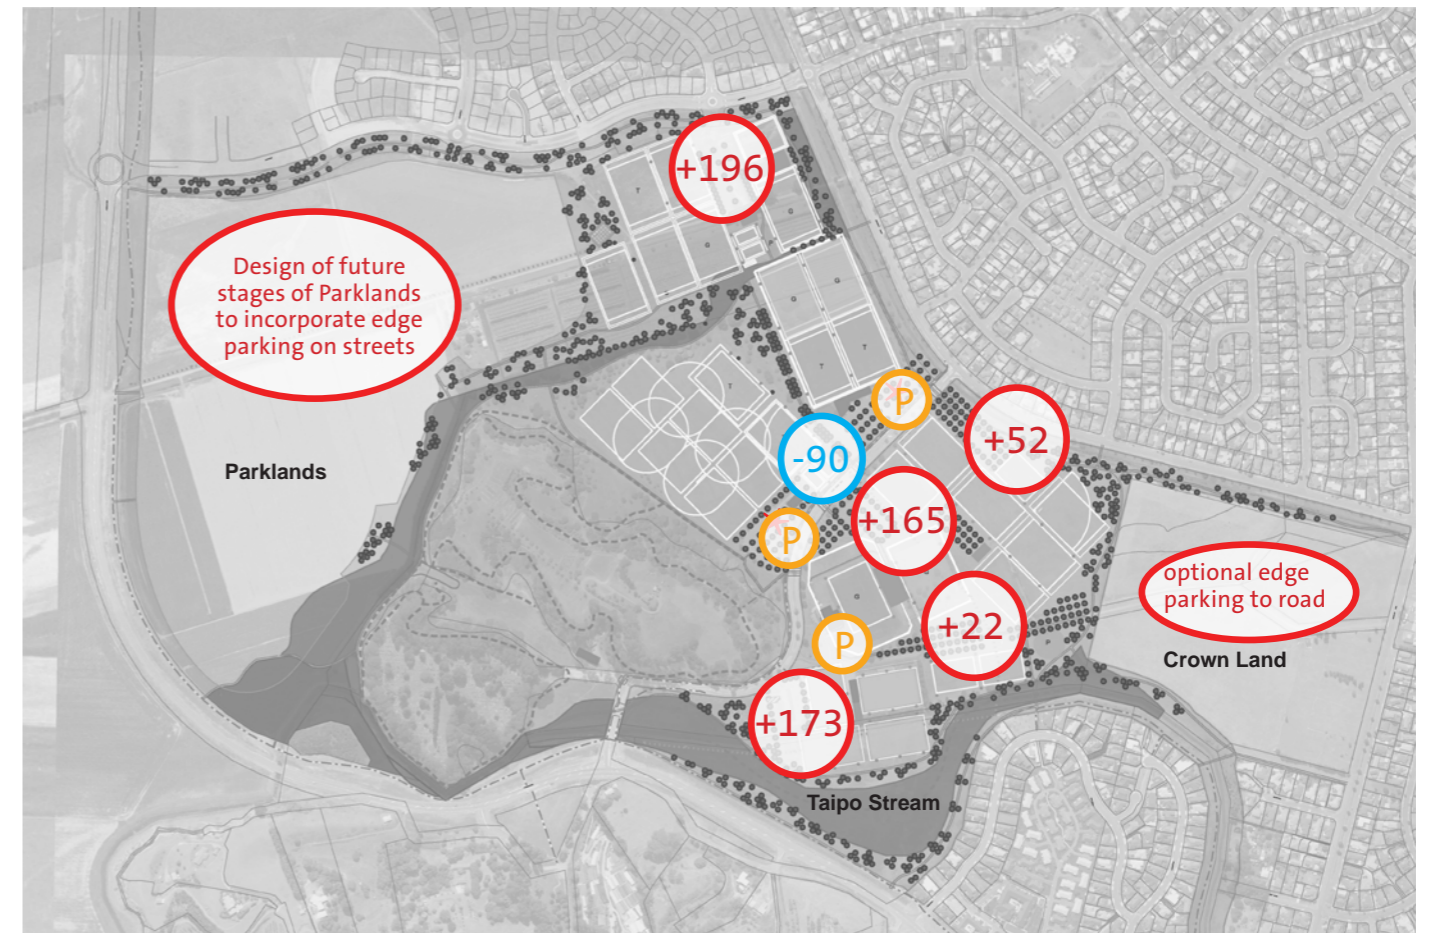 +196
Design of future
stages of Parklands
to incorporate edge
parking on streets
P
+52
-90
Parklands
+165
P
optional edge
parking to road
+22
P
Crown Land
+173
Taipo Stream